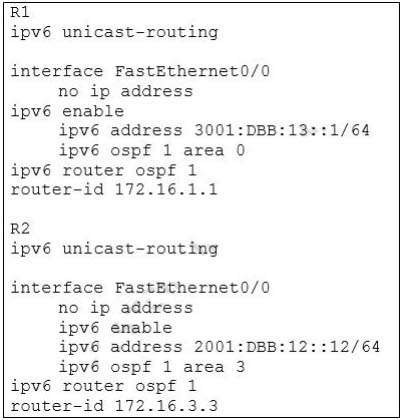 R1
ipv6 unicast-routing
interface FastEthernet0/0
no ip address
ipv6 enable
ipv6 address 3001:DBB:13::1/64
ipv6 ospf 1 area 0
ipv6 router ospf 1
router-id 172.16.1.1
R2
ipv6 unicast-routing
interface FastEthernet0/0
no ip address
ipv6 enable
ipv6 address 2001:DBB:12::12/64
ipv6 ospf 1 area 3
ipv6 router ospf 1
router-id 172.16.3.3